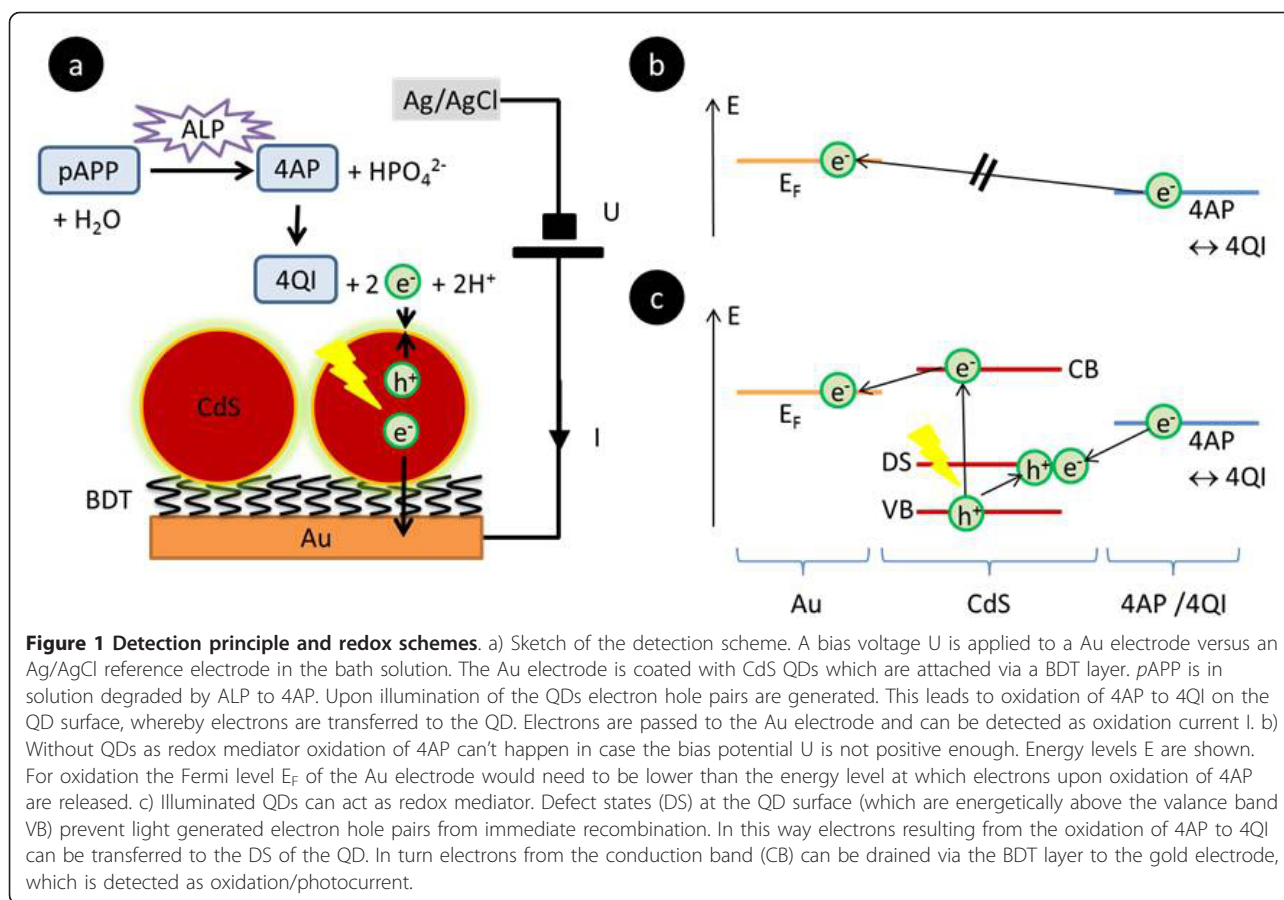 a
Ag/AgCl
ALP
pAPP
4AP
+ HPO₄²⁻
+ H₂O
U
4QI
+ 2 e⁻ + 2H⁺
h⁺
CdS
e⁻
I
BDT
Au
b
E
e⁻
E_F
e⁻
4AP
↔ 4QI
c
E
e⁻
CB
e⁻
E_F
e⁻
4AP
↔ 4QI
DS
h⁺ e⁻
VB
h⁺
Au
CdS
4AP /4QI
Figure 1 Detection principle and redox schemes. a) Sketch of the detection scheme. A bias voltage U is applied to a Au electrode versus an
Ag/AgCl reference electrode in the bath solution. The Au electrode is coated with CdS QDs which are attached via a BDT layer. pAPP is in
solution degraded by ALP to 4AP. Upon illumination of the QDs electron hole pairs are generated. This leads to oxidation of 4AP to 4QI on the
QD surface, whereby electrons are transferred to the QD. Electrons are passed to the Au electrode and can be detected as oxidation current I. b)
Without QDs as redox mediator oxidation of 4AP can't happen in case the bias potential U is not positive enough. Energy levels E are shown.
For oxidation the Fermi level E_F of the Au electrode would need to be lower than the energy level at which electrons upon oxidation of 4AP
are released. c) Illuminated QDs can act as redox mediator. Defect states (DS) at the QD surface (which are energetically above the valance band
VB) prevent light generated electron hole pairs from immediate recombination. In this way electrons resulting from the oxidation of 4AP to 4QI
can be transferred to the DS of the QD. In turn electrons from the conduction band (CB) can be drained via the BDT layer to the gold electrode,
which is detected as oxidation/photocurrent.